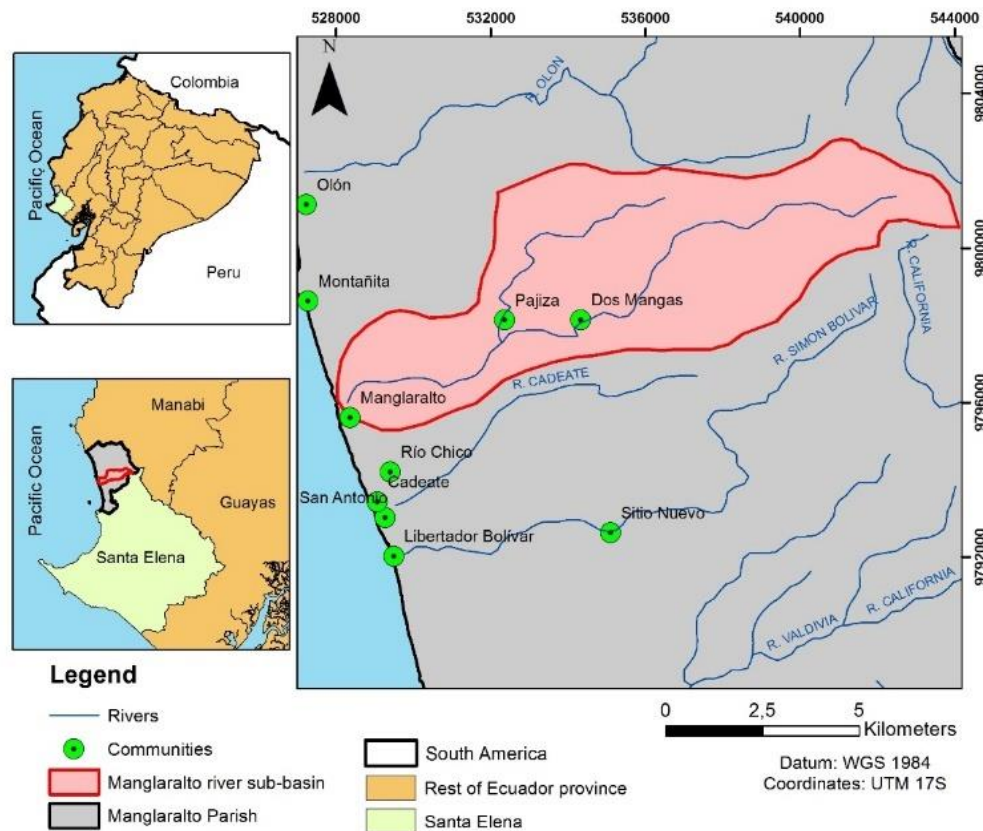 528000 532000 536000 540000 544000
N
Colombia
Pacific Ocean
Peru
9804000
9800000
9796000
9792000
R. OLON
Olón
Montañita
Pajiza
Dos Mangas
R. CALIFORNIA
R. SIMON BOLIVAR
R. CADEATE
Manglaralto
Río Chico
Cadeate
San Antonio
Sitio Nuevo
Libertador Bolívar
R. VALDIVIA
R. CALIFORNIA
Manabi
Pacific Ocean
Guayas
Santa Elena
Legend
Rivers
Communities
Manglaralto river sub-basin
Manglaralto Parish
South America
Rest of Ecuador province
Santa Elena
0 2,5 5
Kilometers
Datum: WGS 1984
Coordinates: UTM 17S